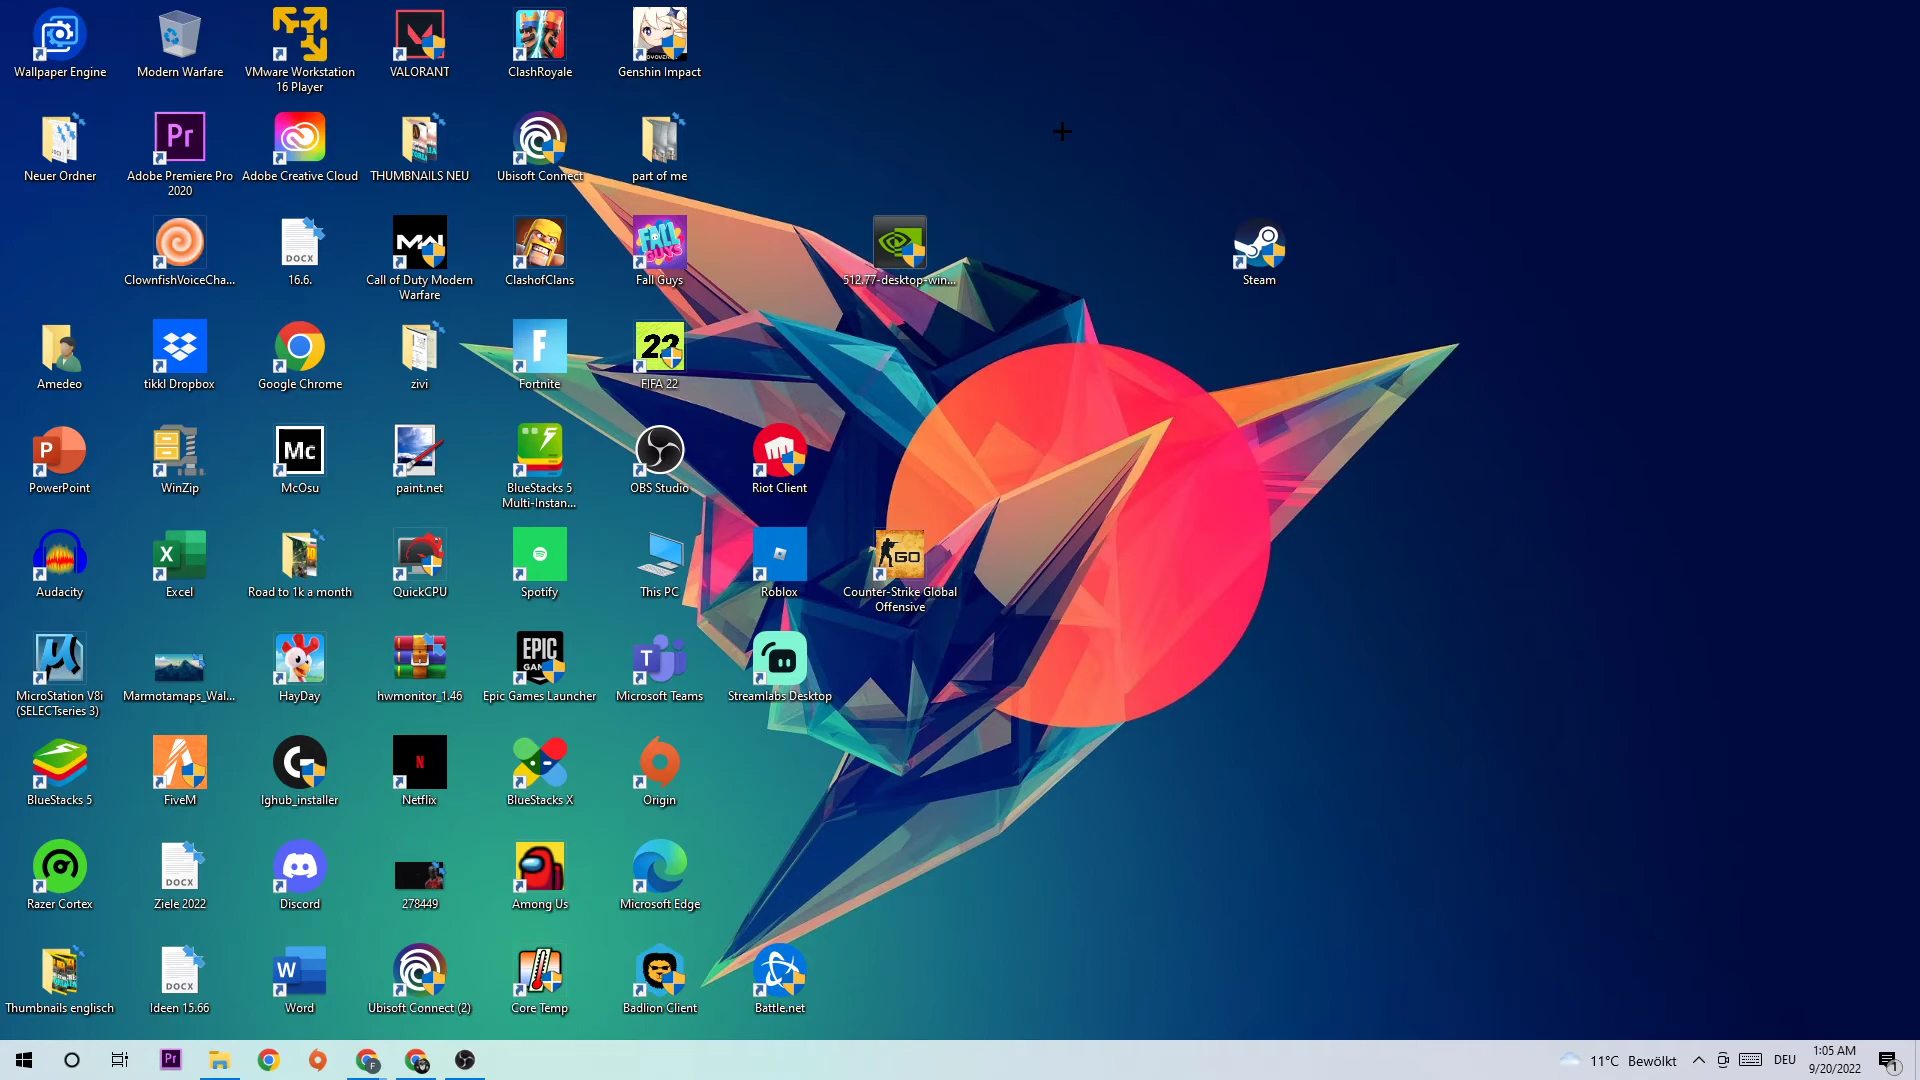 Wallpaper Engine
Modern Warfare
VMware Workstation
16 Player
VALORANT
ClashRoyale
Genshin Impact
Neuer Ordner
Adobe Premiere Pro
2020
Adobe Creative Cloud
THUMBNAILS NEU
Ubisoft Connect
part of me
ClownfishVoiceCha...
16.6.
Call of Duty Modern
Warfare
ClashofClans
Fall Guys
512.77-desktop-win...
Steam
Amedeo
tikkl Dropbox
Google Chrome
zivi
Fortnite
FIFA 22
PowerPoint
WinZip
McOsu
paint.net
BlueStacks 5
Multi-Instan...
OBS Studio
Riot Client
Audacity
Excel
Road to 1k a month
QuickCPU
Spotify
This PC
Roblox
Counter-Strike Global
Offensive
MicroStation V8i
(SELECTseries 3)
Marmotamaps_Wal...
HayDay
hwmonitor_1.46
Epic Games Launcher
Microsoft Teams
Streamlabs Desktop
BlueStacks 5
FiveM
lghub_installer
Netflix
BlueStacks X
Origin
Razer Cortex
Ziele 2022
Discord
278449
Among Us
Microsoft Edge
Thumbnails englisch
Ideen 15.66
Word
Ubisoft Connect (2)
Core Temp
Badlion Client
Battle.net
11°C Bewölkt
DEU
1:05 AM
9/20/2022
1